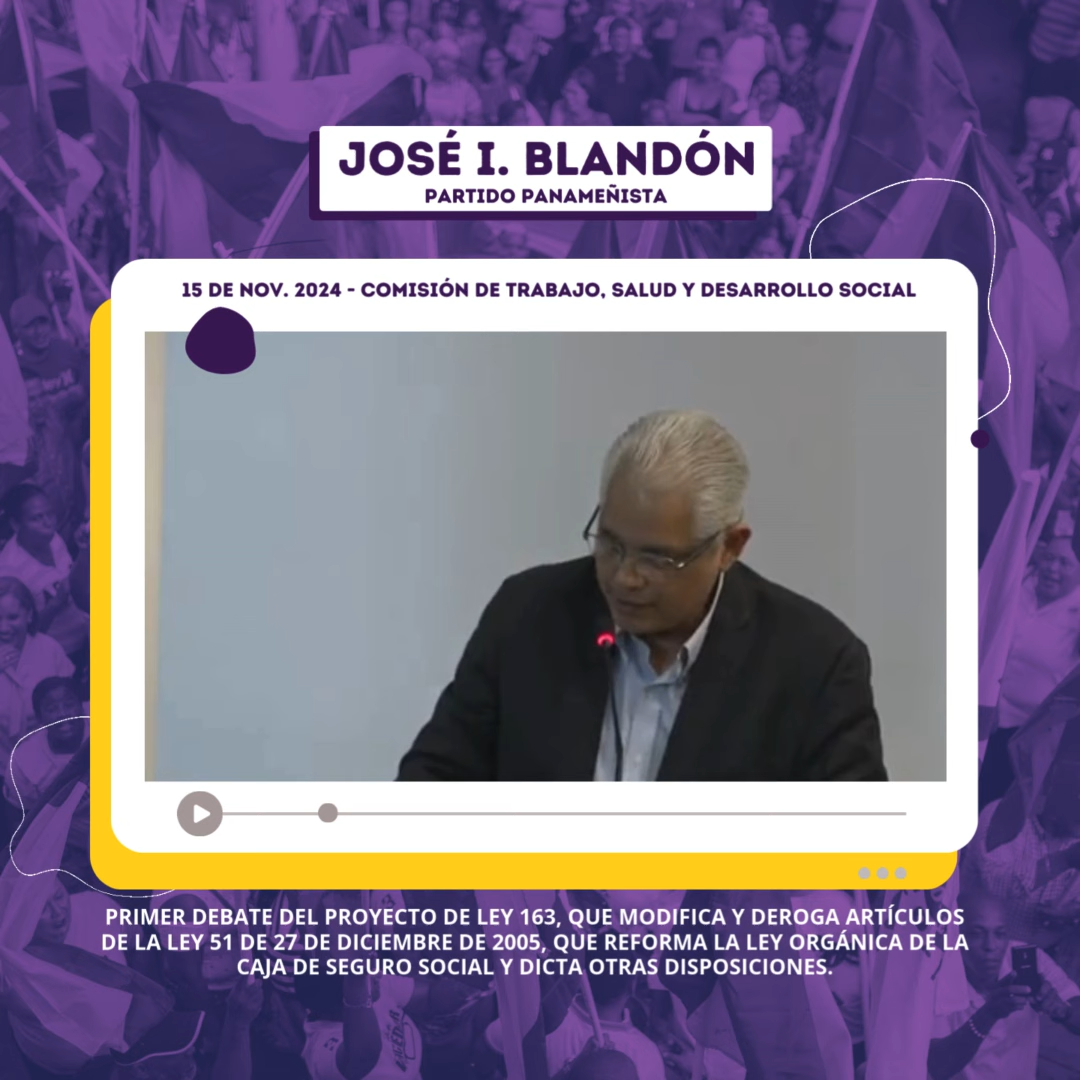 JOSÉ I. BLANDÓN
PARTIDO PANAMEÑISTA
15 DE NOV. 2024 - COMISIÓN DE TRABAJO, SALUD Y DESARROLLO SOCIAL
PRIMER DEBATE DEL PROYECTO DE LEY 163, QUE MODIFICA Y DEROGA ARTÍCULOS
DE LA LEY 51 DE 27 DE DICIEMBRE DE 2005, QUE REFORMA LA LEY ORGÁNICA DE LA
CAJA DE SEGURO SOCIAL Y DICTA OTRAS DISPOSICIONES.